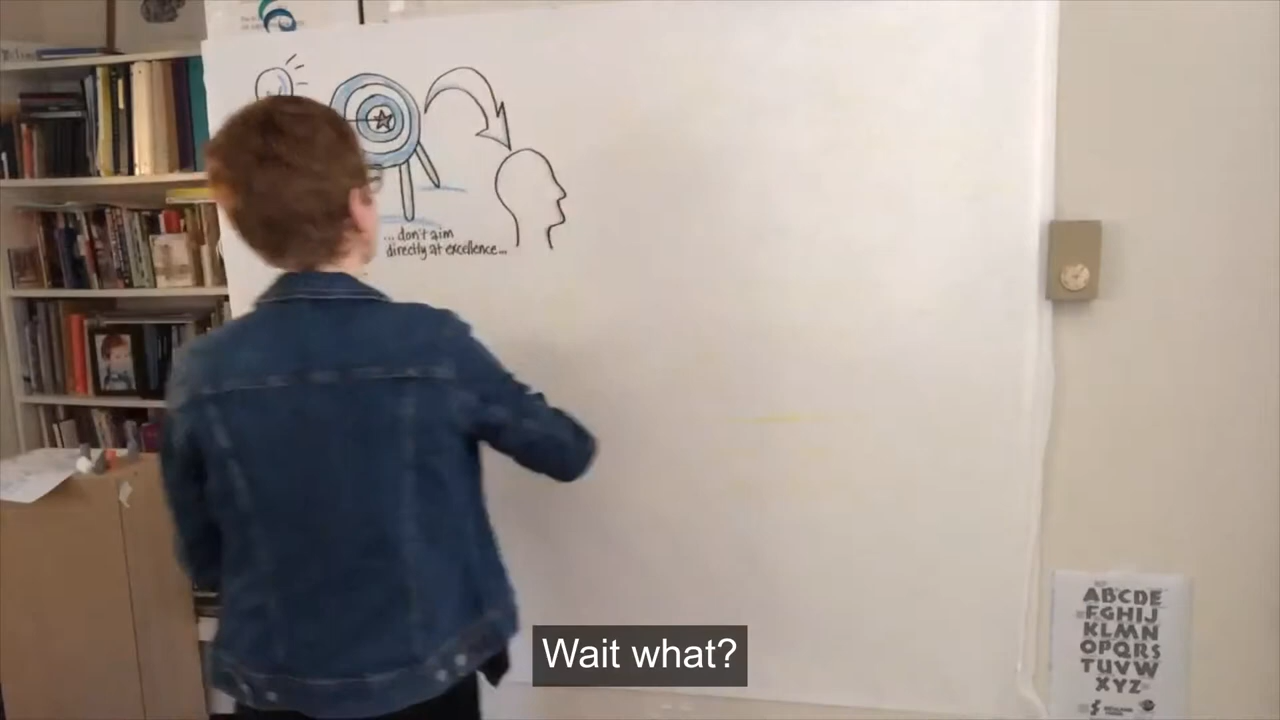 ...don't aim
directly at excellence...
ABCDE
FGHIJ
KLMN
OPQRS
TUVW
XYZ
Wait what?